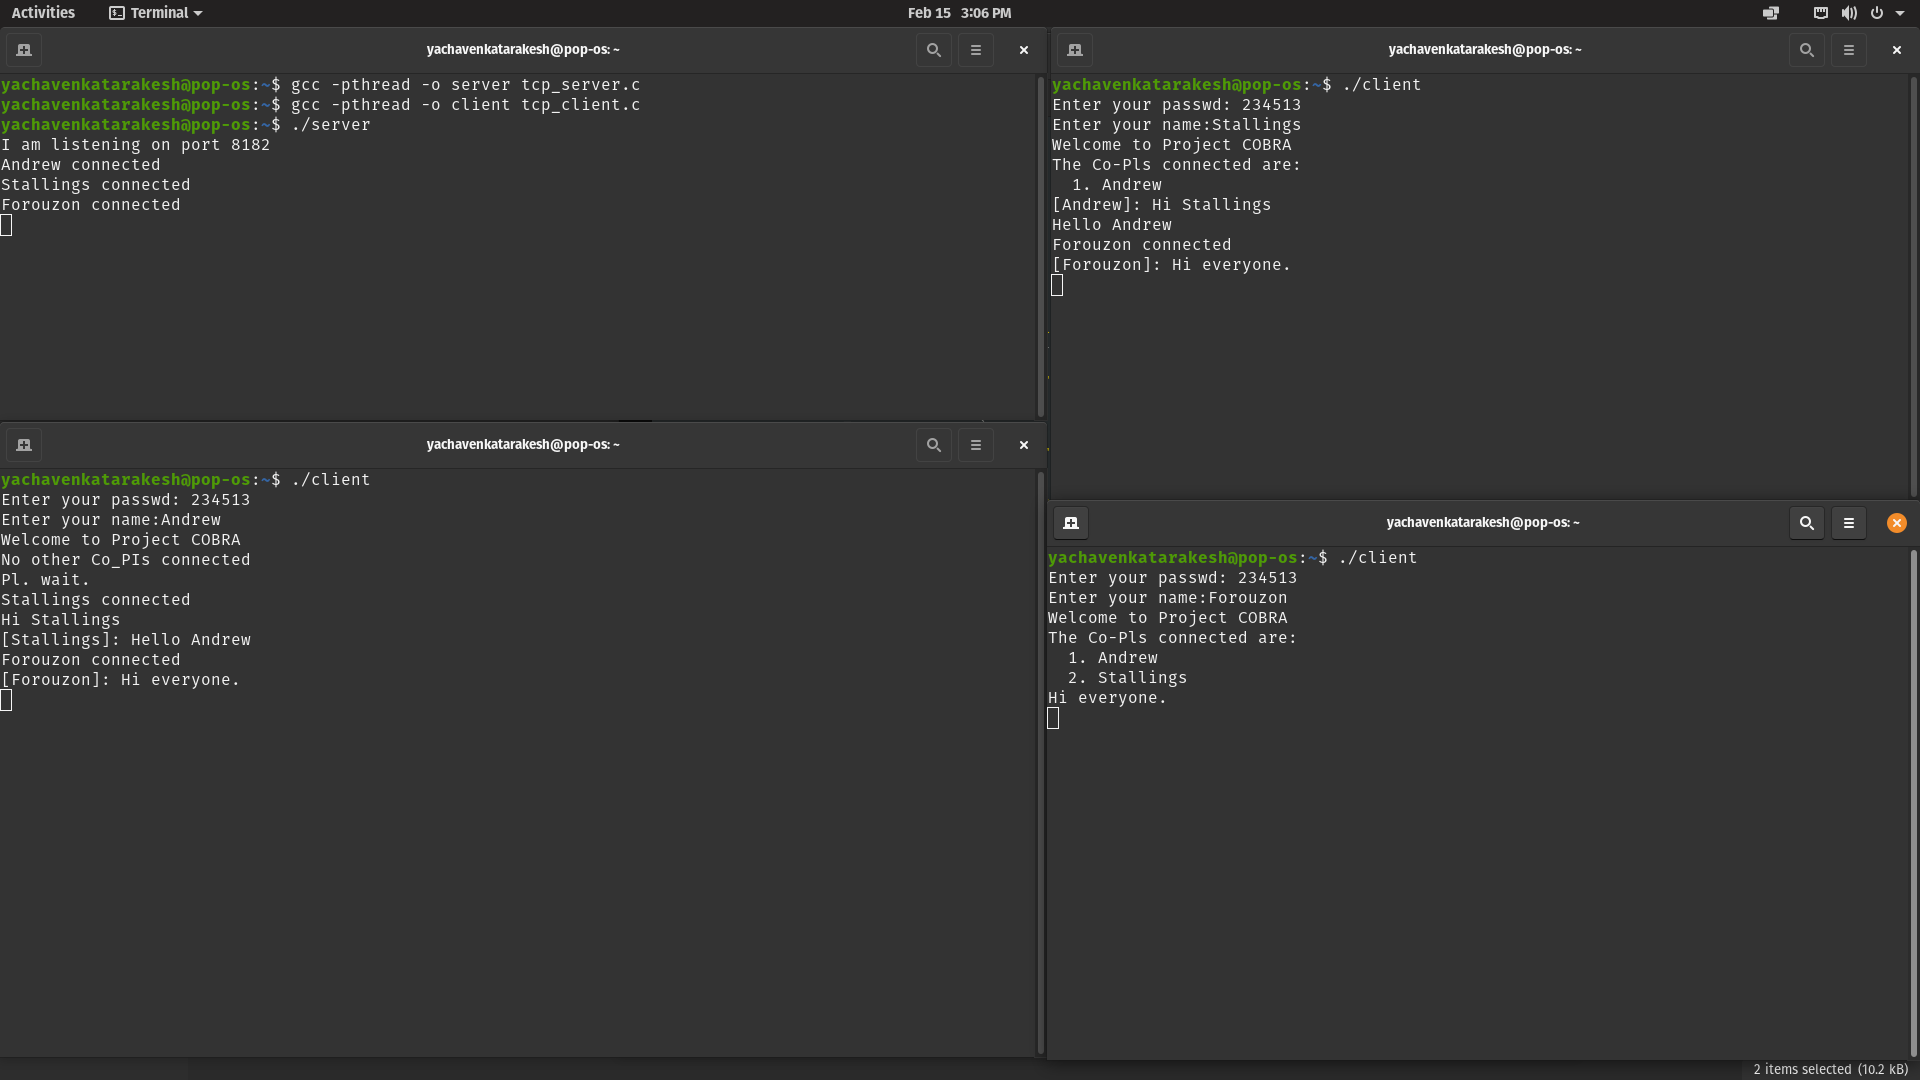 Activities Terminal Feb 15 3:06 PM
yachavenkatarakesh@pop-os: ~
yachavenkatarakesh@pop-os:~$ gcc -pthread -o server tcp_server.c
yachavenkatarakesh@pop-os:~$ gcc -pthread -o client tcp_client.c
yachavenkatarakesh@pop-os:~$ ./server
I am listening on port 8182
Andrew connected
Stallings connected
Forouzon connected
yachavenkatarakesh@pop-os: ~
yachavenkatarakesh@pop-os:~$ ./client
Enter your passwd: 234513
Enter your name:Stallings
Welcome to Project COBRA
The Co-Pls connected are:
  1. Andrew
[Andrew]: Hi Stallings
Hello Andrew
Forouzon connected
[Forouzon]: Hi everyone.
yachavenkatarakesh@pop-os: ~
yachavenkatarakesh@pop-os:~$ ./client
Enter your passwd: 234513
Enter your name:Andrew
Welcome to Project COBRA
No other Co_PIs connected
Pl. wait.
Stallings connected
Hi Stallings
[Stallings]: Hello Andrew
Forouzon connected
[Forouzon]: Hi everyone.
yachavenkatarakesh@pop-os: ~
yachavenkatarakesh@pop-os:~$ ./client
Enter your passwd: 234513
Enter your name:Forouzon
Welcome to Project COBRA
The Co-Pls connected are:
  1. Andrew
  2. Stallings
Hi everyone.
2 items selected (10.2 kB)